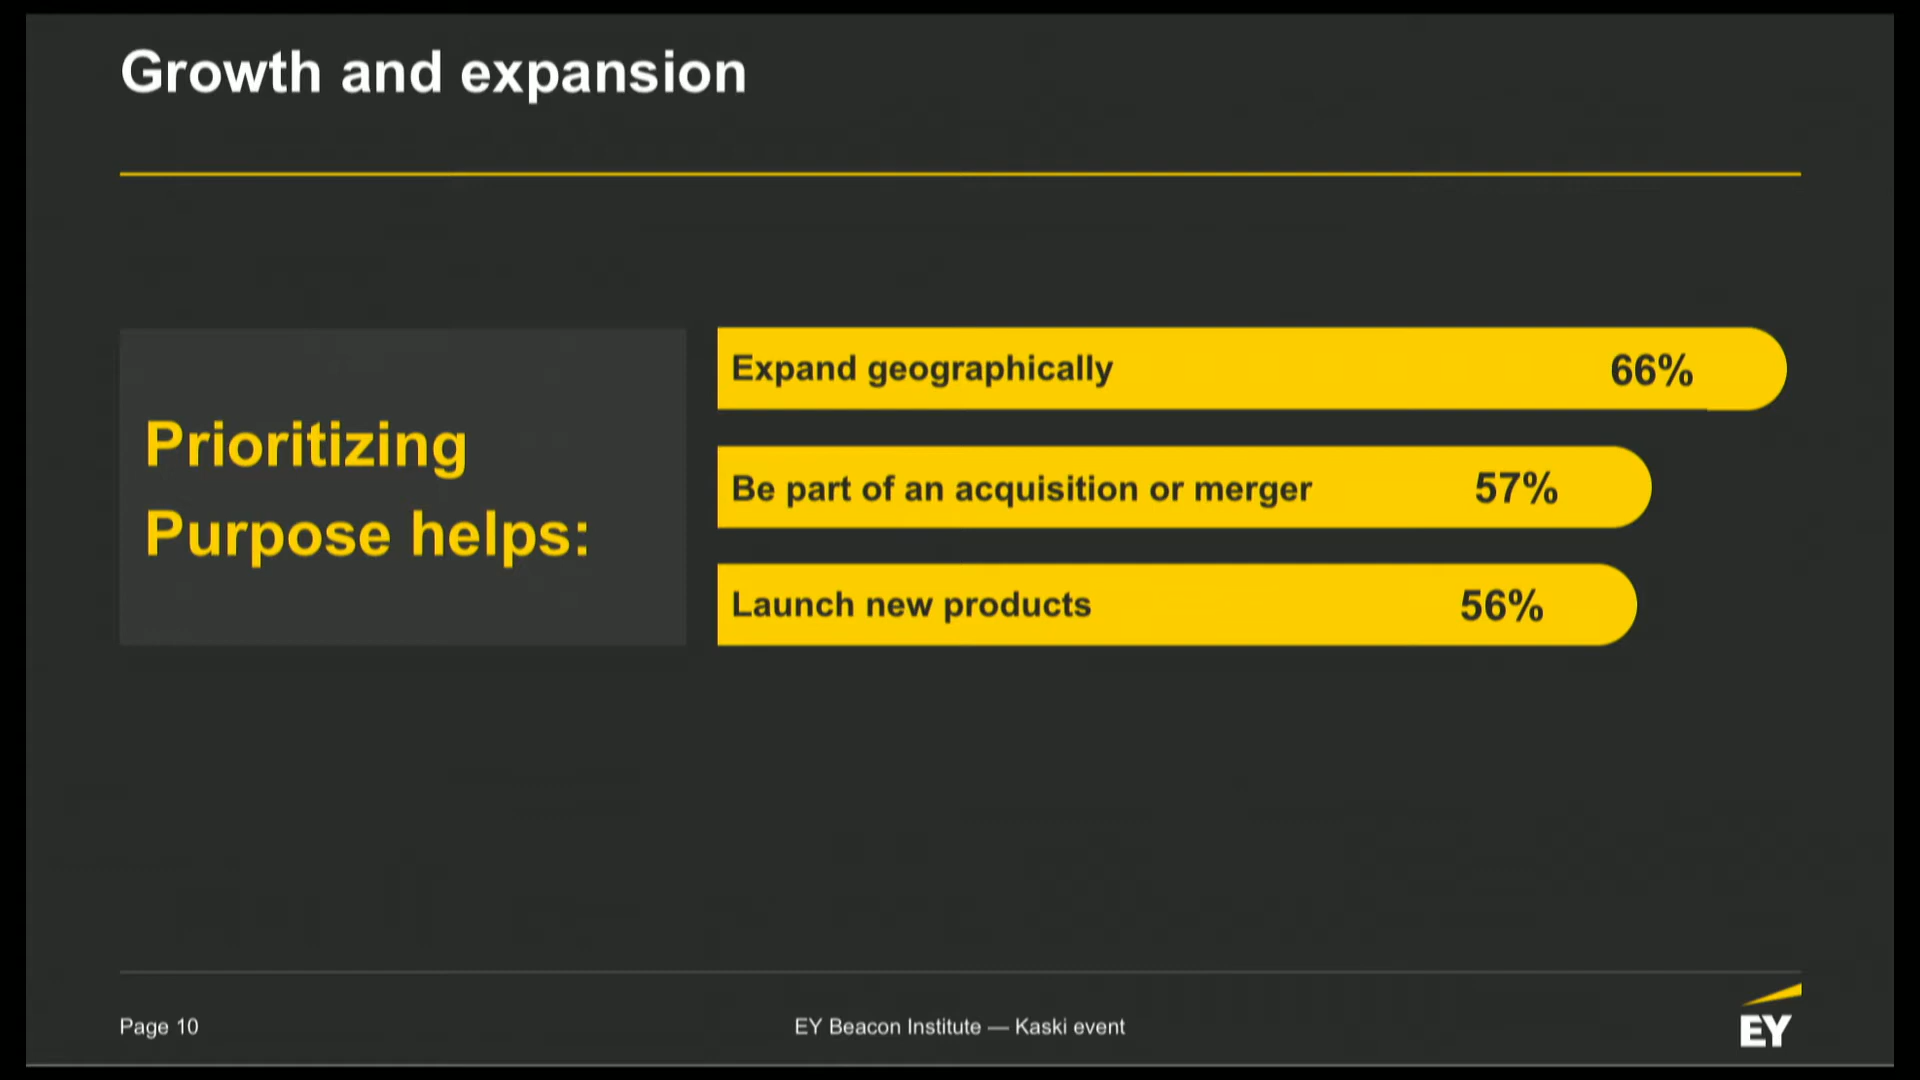 Growth and expansion
Prioritizing
Purpose helps:
Expand geographically 66%
Be part of an acquisition or merger 57%
Launch new products 56%
Page 10
EY Beacon Institute — Kaski event
EY